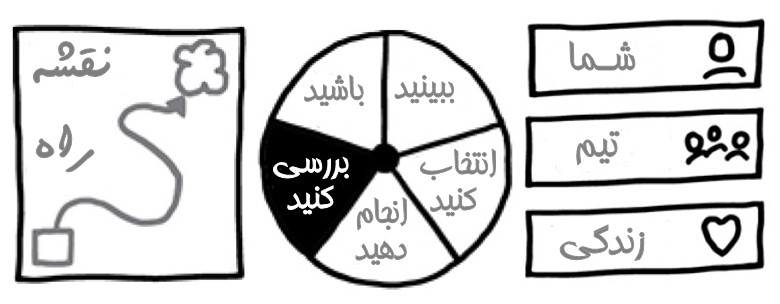 نقشه
راه
باشید
ببینید
انتخاب
کنید
انجام
دهید
بررسی
کنید
شما
تیم
زندگی